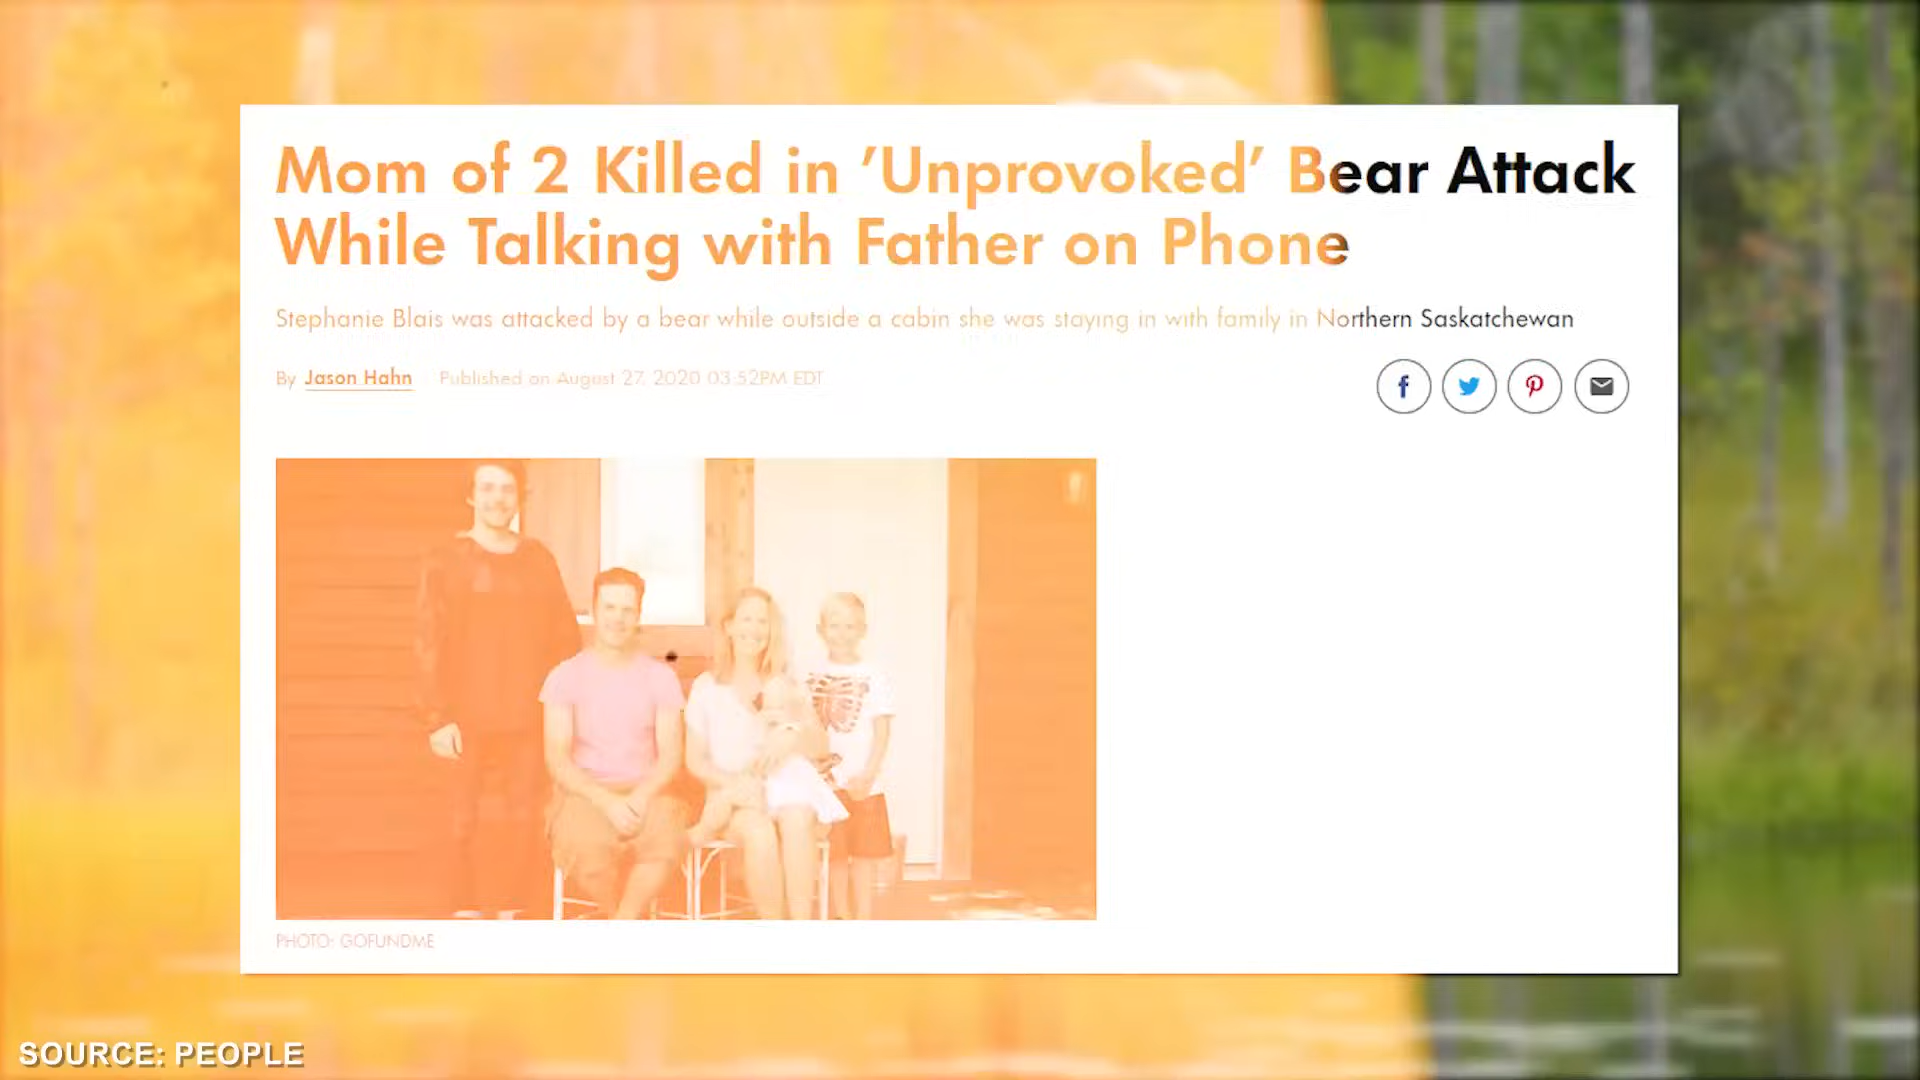 Mom of 2 Killed in ’Unprovoked’ Bear Attack
While Talking with Father on Phone
Stephanie Blais was attacked by a bear while outside a cabin she was staying in with family in Northern Saskatchewan
By Jason Hahn Published on August 27, 2020 03:52PM EDT
PHOTO: GOFUNDME
SOURCE: PEOPLE